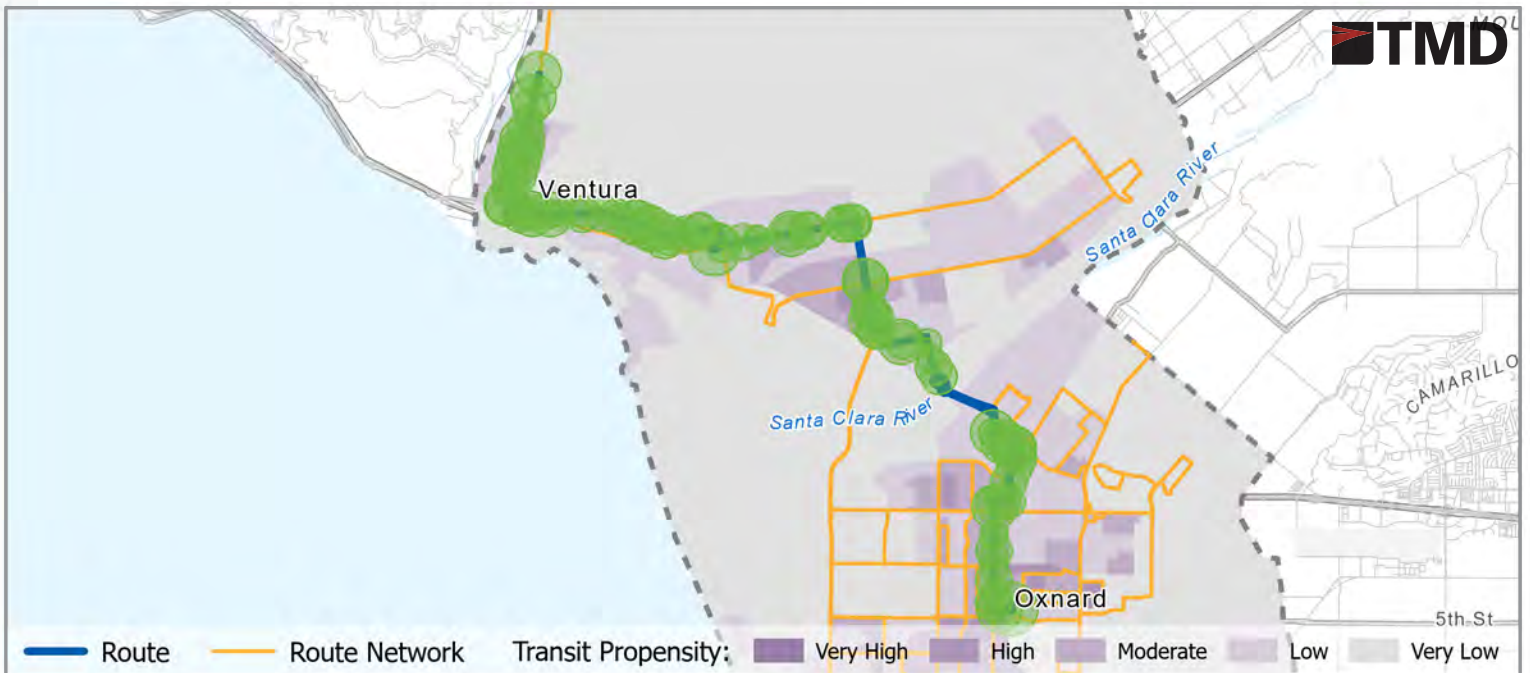 MOU
TMD
Ventura
Santa Clara River
CAMARILLO
Santa Clara River
Oxnard
5th St
Route
Route Network
Transit Propensity:
Very High
High
Moderate
Low
Very Low